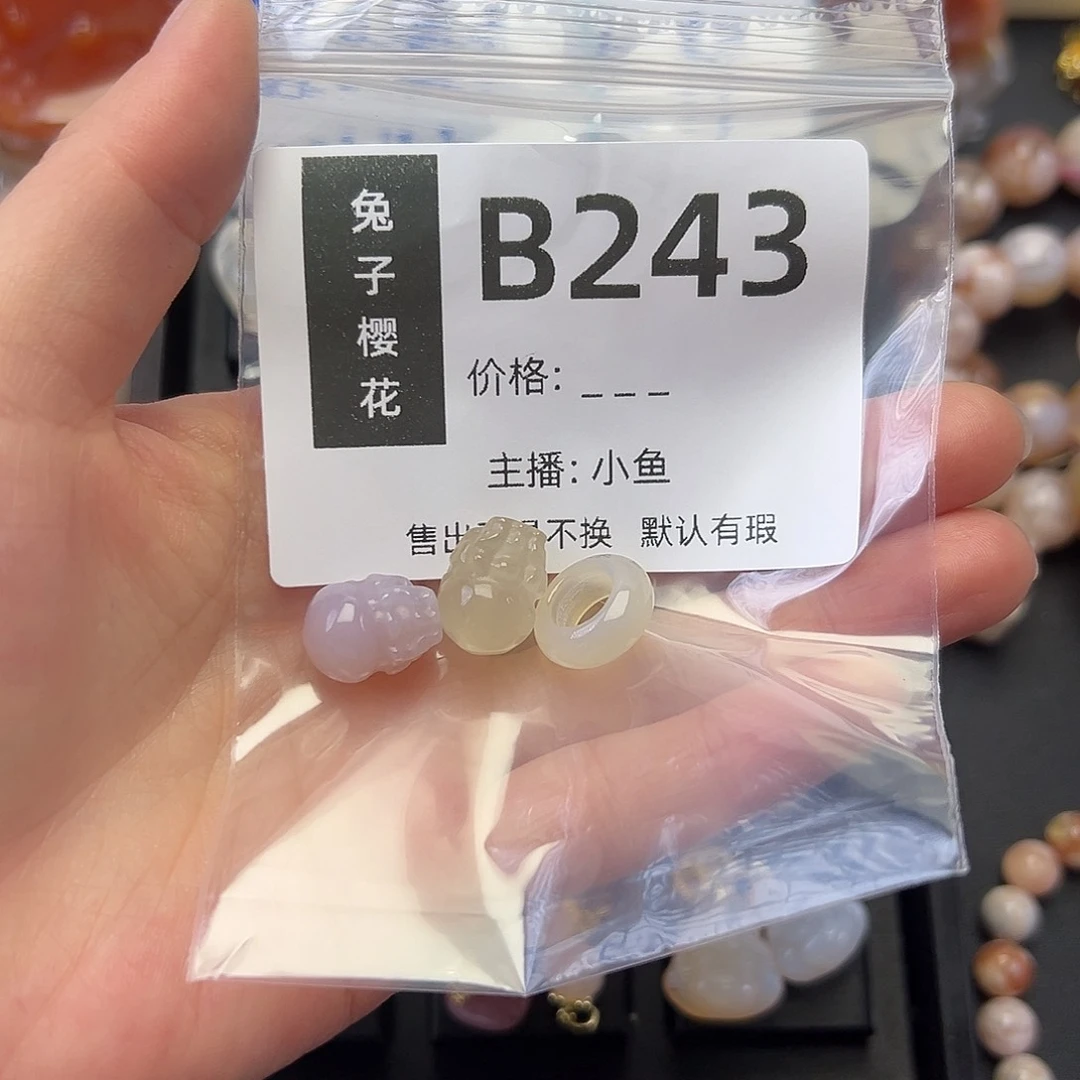 兔子樱花
B243
价格: _ _ _
主播: 小鱼
售出 不换 默认有瑕